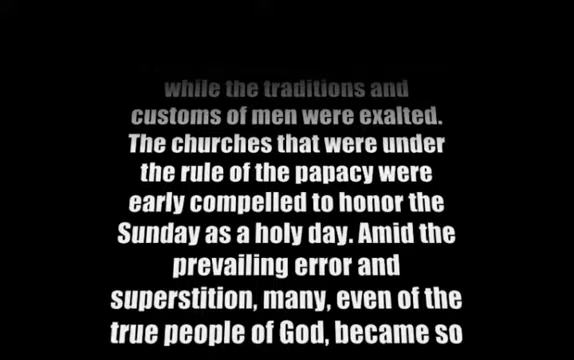 while the traditions and
customs of men were exalted.
The churches that were under
the rule of the papacy were
early compelled to honor the
Sunday as a holy day. Amid the
prevailing error and
superstition, many, even of the
true people of God, became so